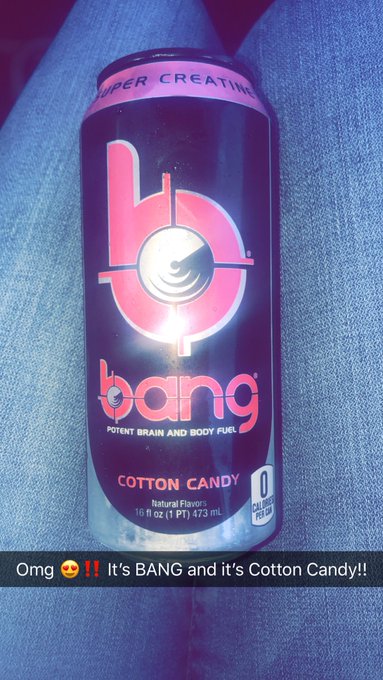 SUPER CREATINE
b
bang
POTENT BRAIN AND BODY FUEL
COTTON CANDY
Natural Flavors
16 fl oz (1 PT) 473 mL
0
CALORIES
PER CAN
Omg 😍‼️ It’s BANG and it’s Cotton Candy!!